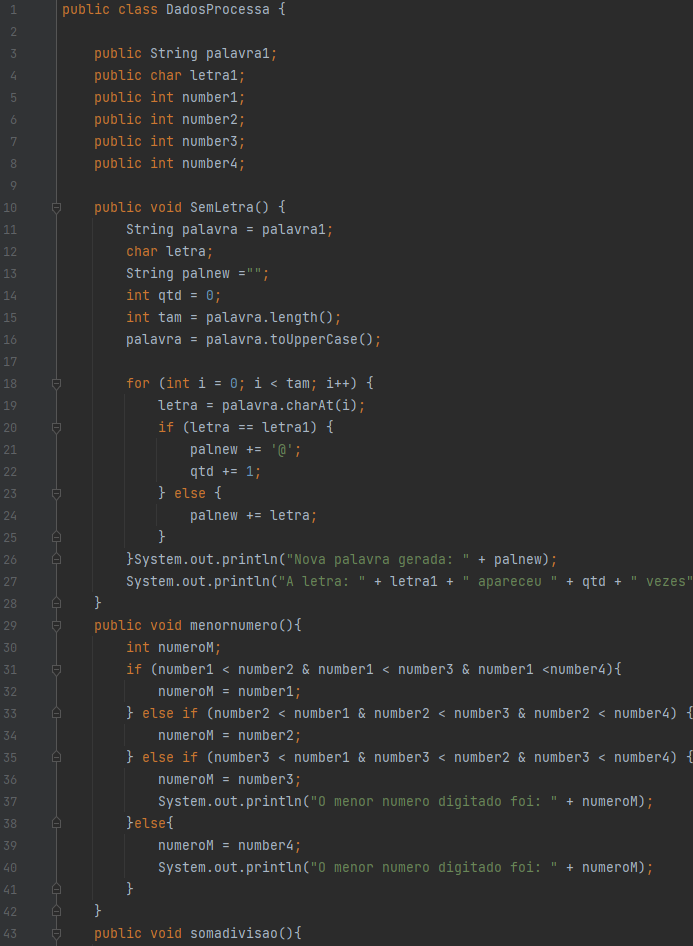 1 public class DadosProcessa {
2
3     public String palavra1;
4     public char letra1;
5     public int number1;
6     public int number2;
7     public int number3;
8     public int number4;
9
10     public void SemLetra() {
11         String palavra = palavra1;
12         char letra;
13         String palnew ="";
14         int qtd = 0;
15         int tam = palavra.length();
16         palavra = palavra.toUpperCase();
17
18         for (int i = 0; i < tam; i++) {
19             letra = palavra.charAt(i);
20             if (letra == letra1) {
21                 palnew += '@';
22                 qtd += 1;
23             } else {
24                 palnew += letra;
25             }
26         }System.out.println("Nova palavra gerada: " + palnew);
27         System.out.println("A letra: " + letra1 + " apareceu " + qtd + " vezes"
28     }
29     public void menornumero(){
30         int numeroM;
31         if (number1 < number2 & number1 < number3 & number1 <number4){
32             numeroM = number1;
33         } else if (number2 < number1 & number2 < number3 & number2 < number4) {
34             numeroM = number2;
35         } else if (number3 < number1 & number3 < number2 & number3 < number4) {
36             numeroM = number3;
37             System.out.println("O menor numero digitado foi: " + numeroM);
38         }else{
39             numeroM = number4;
40             System.out.println("O menor numero digitado foi: " + numeroM);
41         }
42     }
43     public void somadivisao(){